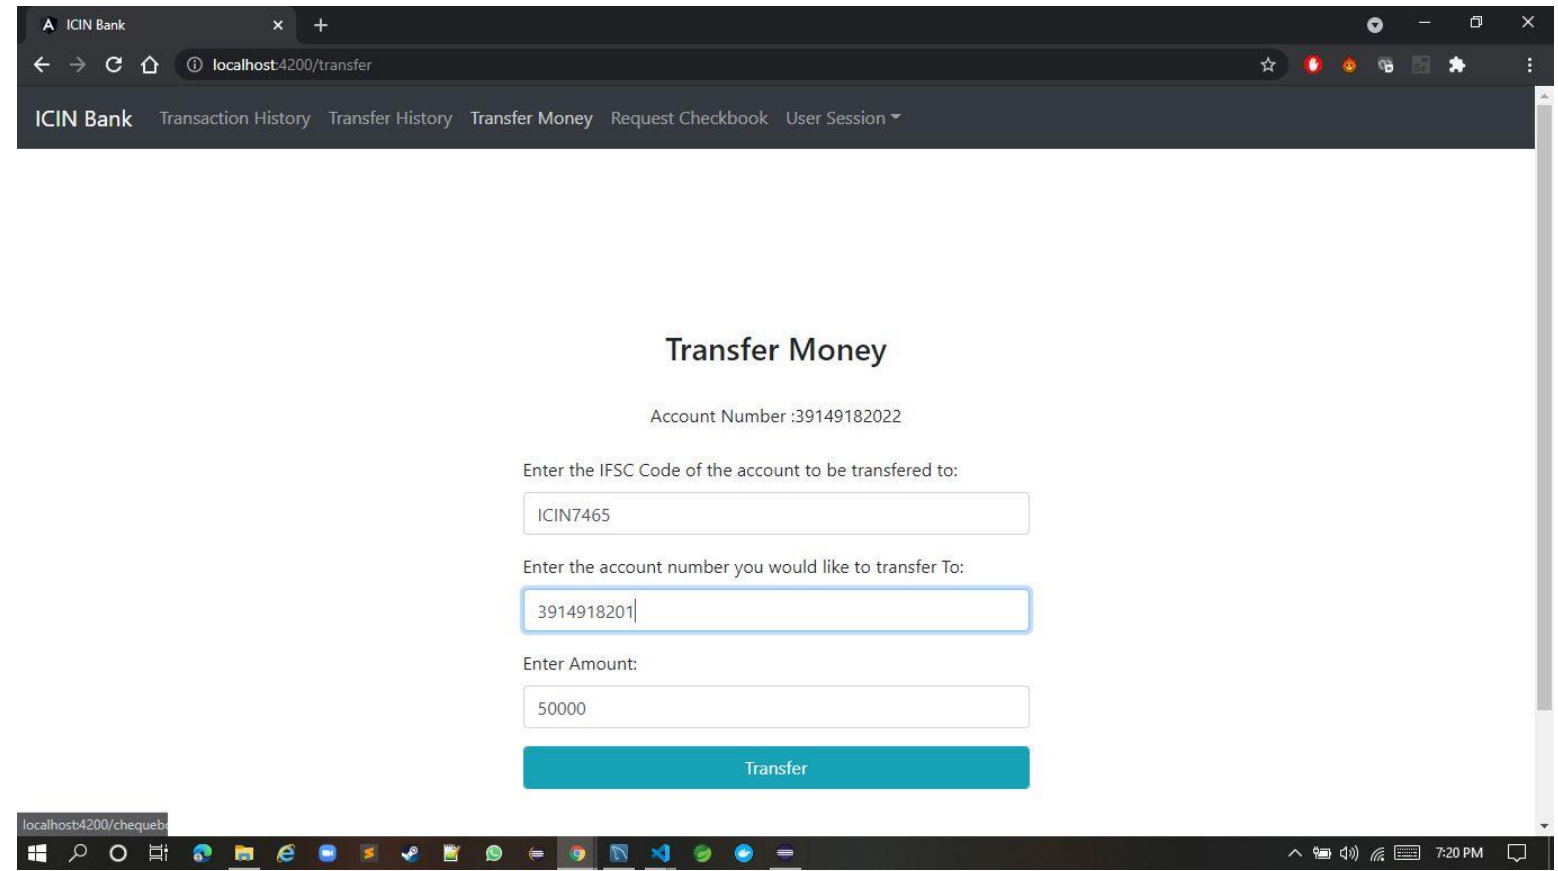 ICIN Bank
localhost:4200/transfer
ICIN Bank Transaction History Transfer History Transfer Money Request Checkbook User Session
Transfer Money
Account Number :39149182022
Enter the IFSC Code of the account to be transfered to:
ICIN7465
Enter the account number you would like to transfer To:
3914918201
Enter Amount:
50000
Transfer
localhost:4200/chequeb
7:20 PM